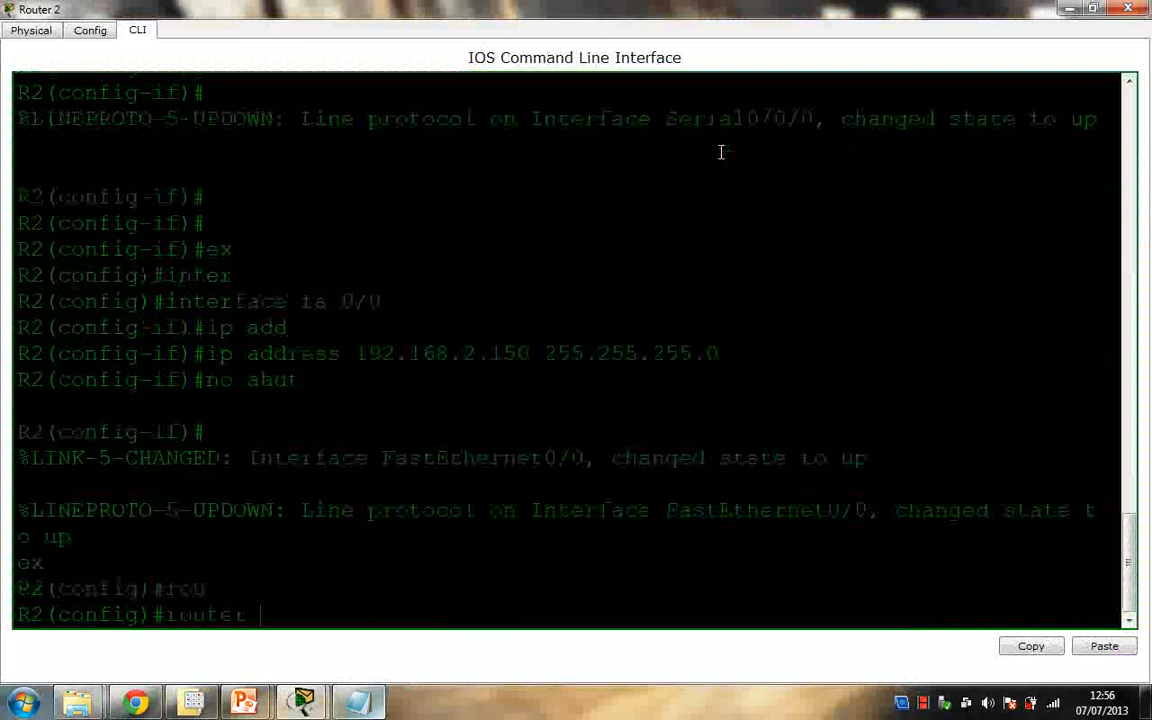 Router 2
Physical Config CLI
IOS Command Line Interface
R2(config-if)#
%LINEPROTO-5-UPDOWN: Line protocol on Interface Serial0/0/0, changed state to up
R2(config-if)#
R2(config-if)#
R2(config-if)#ex
R2(config)#inter
R2(config)#interface fa 0/0
R2(config-if)#ip add
R2(config-if)#ip address 192.168.2.150 255.255.255.0
R2(config-if)#no shut
R2(config-if)#
%LINK-5-CHANGED: Interface FastEthernet0/0, changed state to up
%LINEPROTO-5-UPDOWN: Line protocol on Interface FastEthernet0/0, changed state t
o up
ex
R2(config)#rou
R2(config)#router
Copy Paste
12:56
07/07/2013